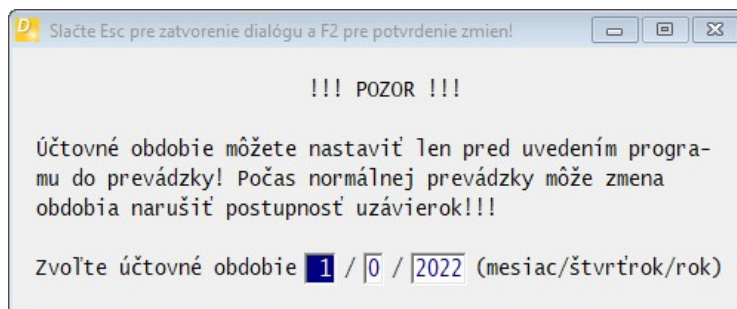 Slačte Esc pre zatvorenie dialógu a F2 pre potvrdenie zmien!
!!! POZOR !!!
Účtovné obdobie môžete nastaviť len pred uvedením progra-
mu do prevádzky! Počas normálnej prevádzky môže zmena
obdobia narušiť postupnosť uzávierok!!!
Zvoľte účtovné obdobie 1 / 0 / 2022 (mesiac/štvrťrok/rok)